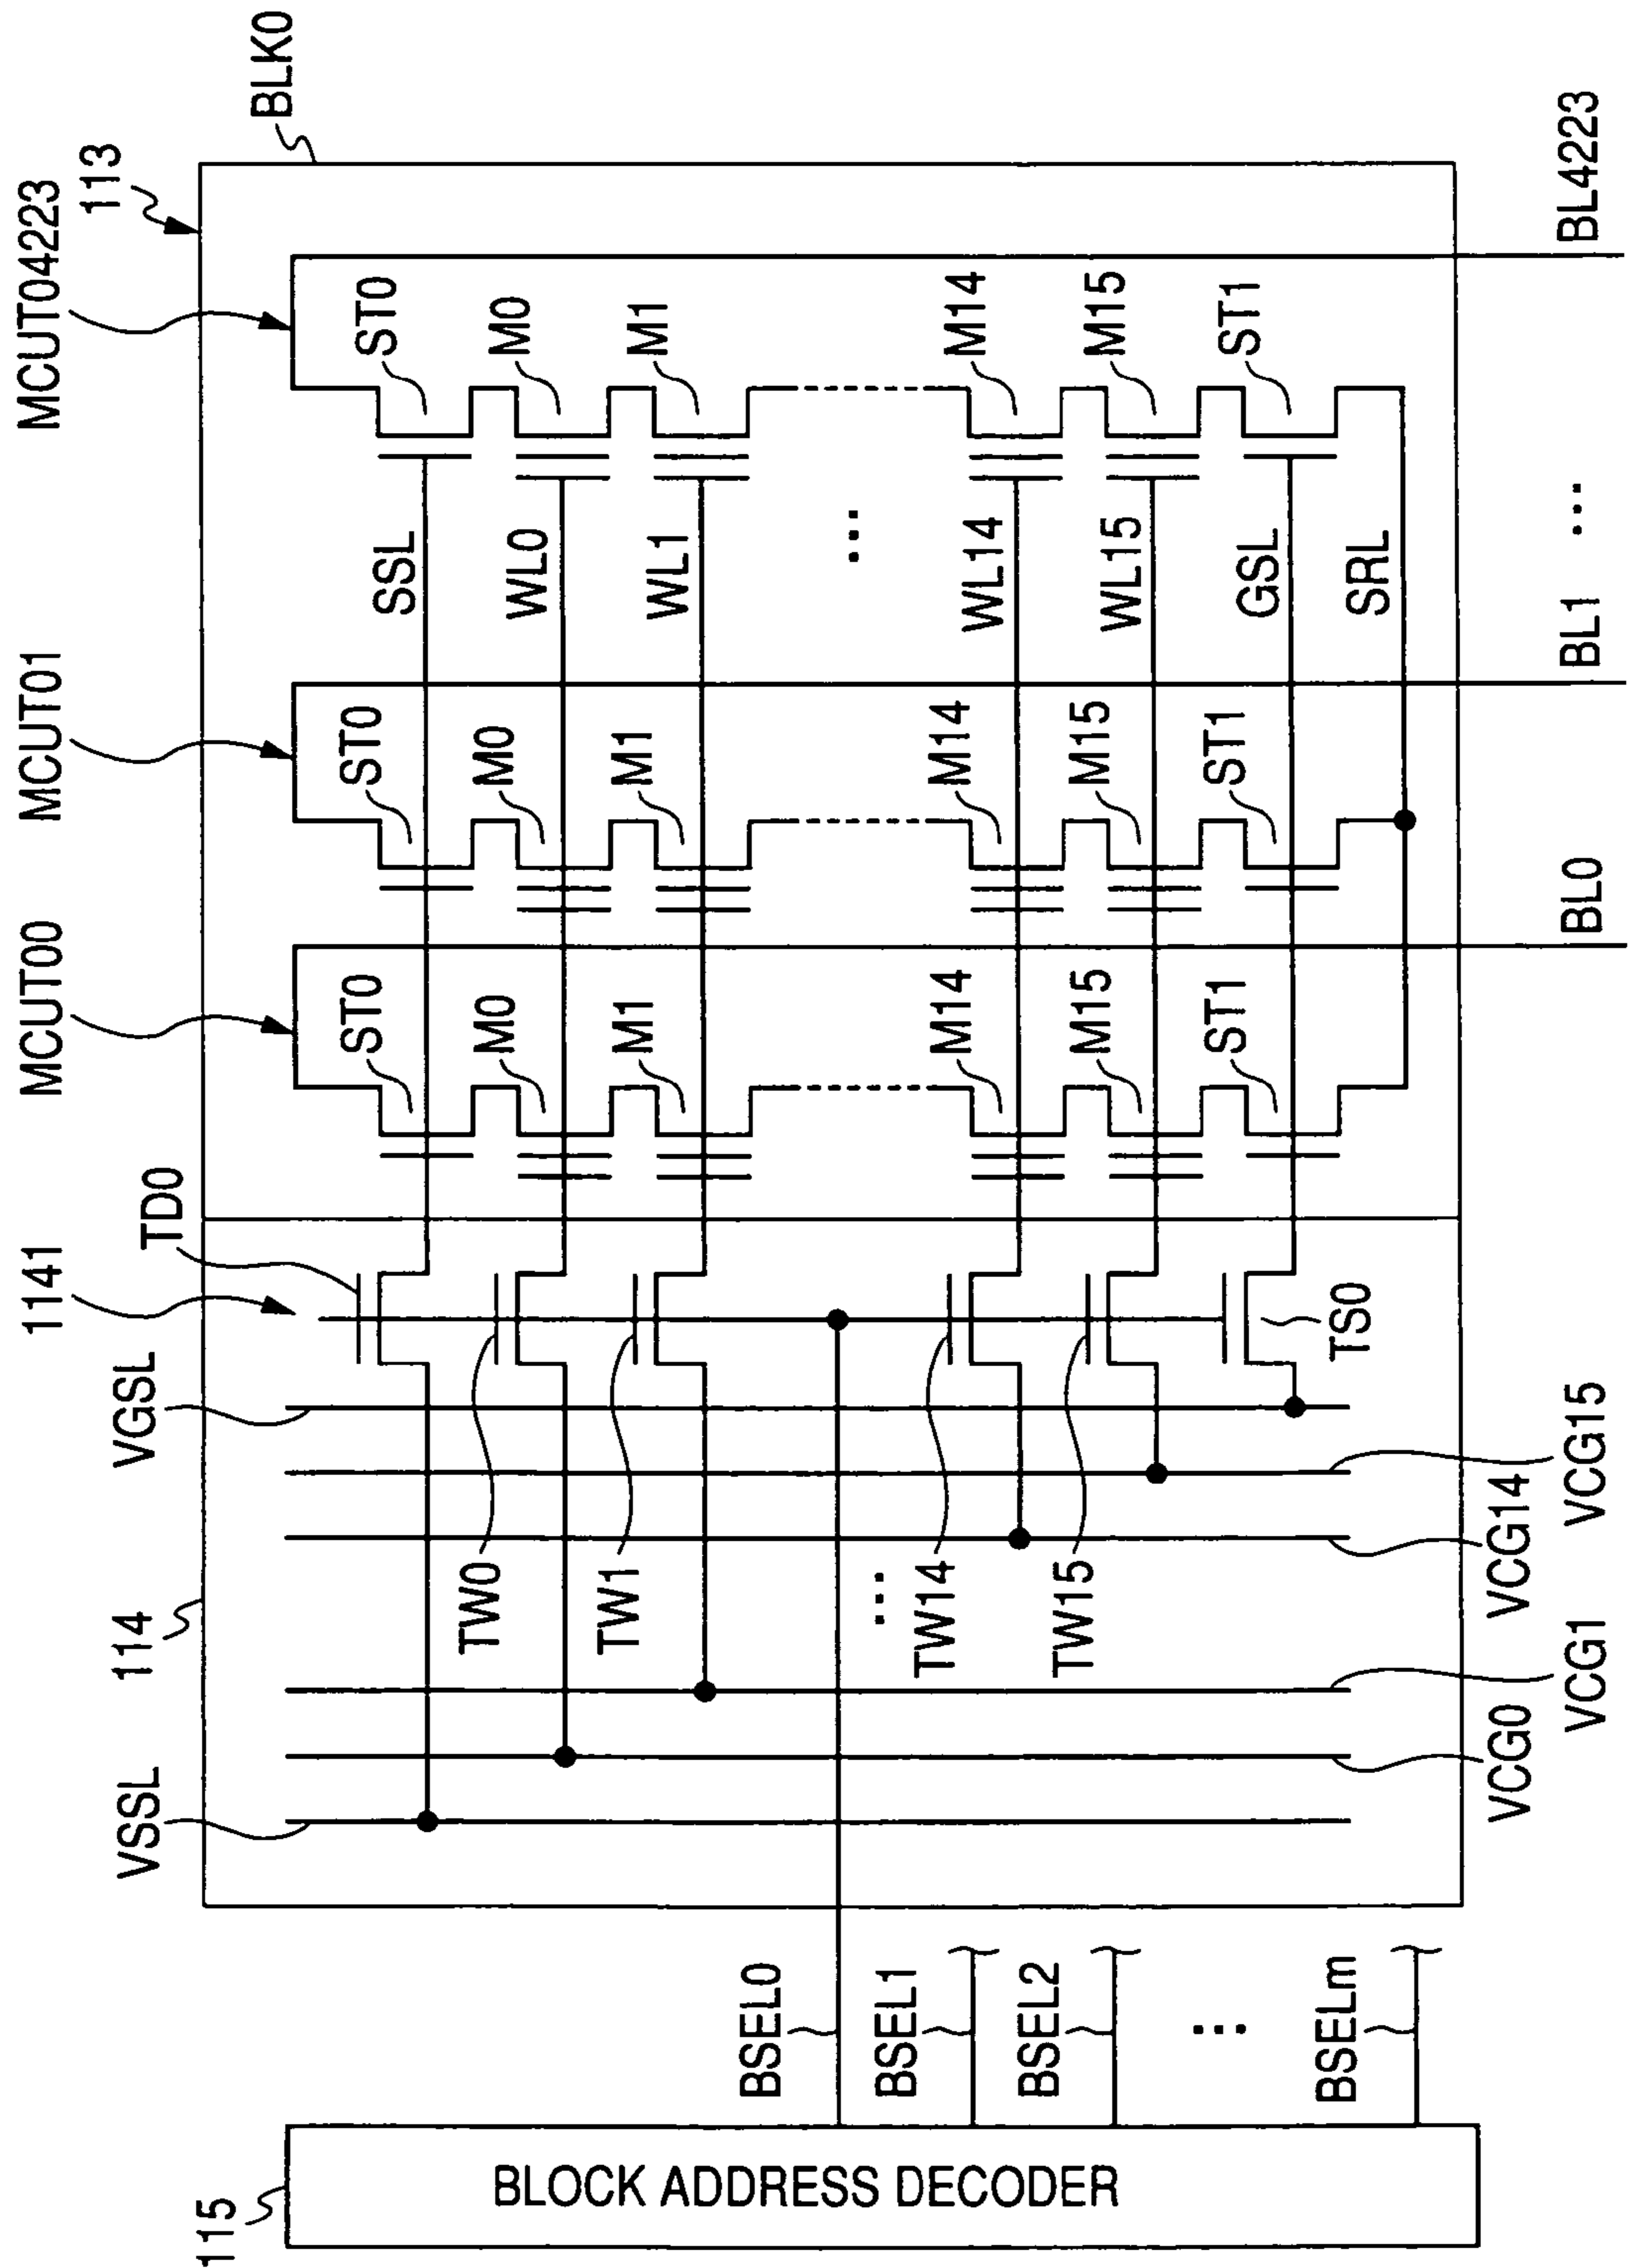 MCUT00
MCUT01
MCUT04223
113
BLK0
1141
TD0
VGSL
114
VSSL
ST0
ST0
ST0
SSL
M0
M0
M0
WL0
TW0
M1
M1
M1
WL1
TW1
...
...
M14
M14
M14
WL14
TW14
M15
M15
M15
WL15
TW15
ST1
ST1
ST1
GSL
TS0
SRL
VCG0
VCG1
VCG14
VCG15
BL0
BL1
...
BL4223
BSEL0
BSEL1
BSEL2
...
BSELm
115
BLOCK ADDRESS DECODER